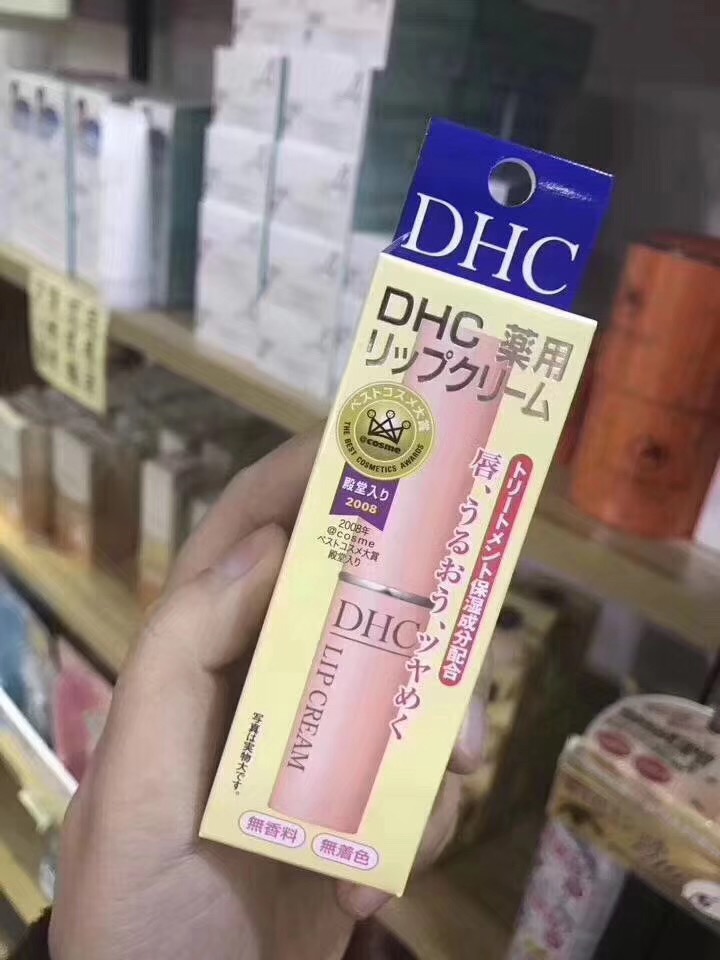 DHC
DHC 薬用
リップクリーム
ベストコスメ大賞
@cosme
THE BEST COSMETICS AWARDS
殿堂入り
2008
2008年
@cosme
ベストコスメ大賞
殿堂入り
トリートメント保湿成分配合
唇、うるおう、ツヤめく
DHC
LIP CREAM
写真は実物大です。
無香料
無着色